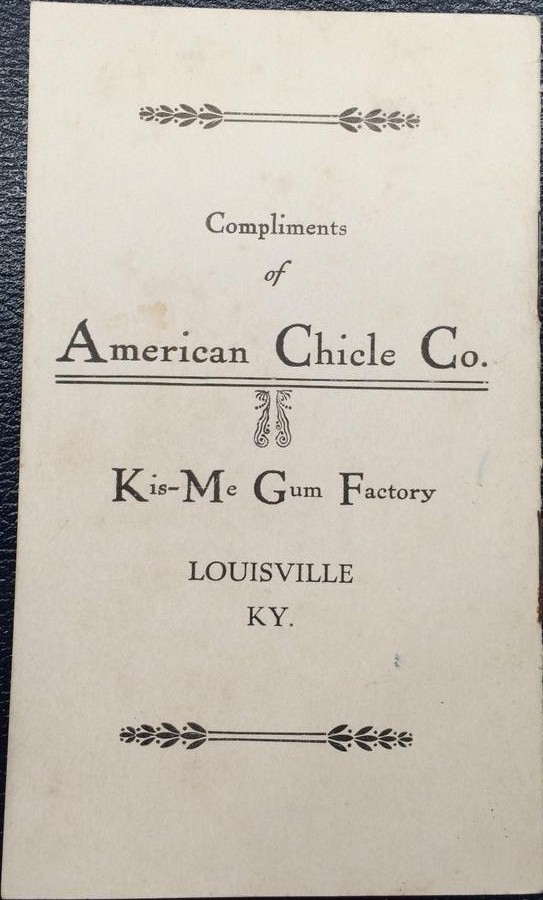 Compliments
of
American Chicle Co.
Kis-Me Gum Factory
LOUISVILLE
KY.